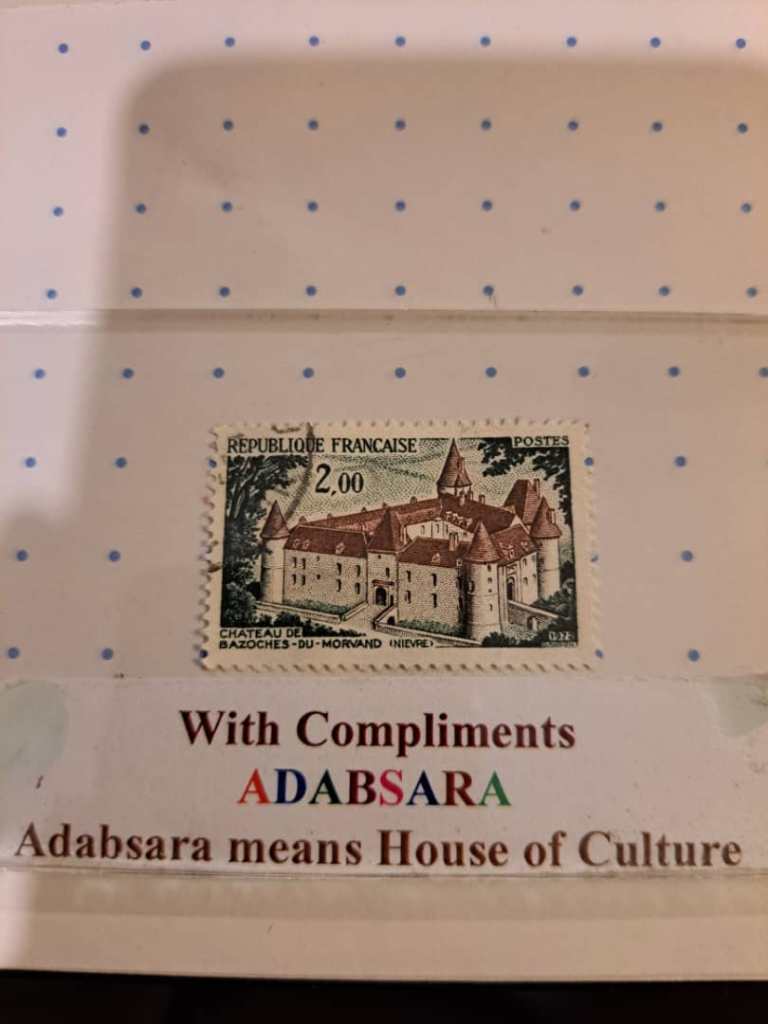 REPUBLIQUE FRANCAISE POSTES
2,00
CHATEAU DE
BAZOCHES-DU-MORVAND (NIEVRE)
With Compliments
ADABSARA
Adabsara means House of Culture